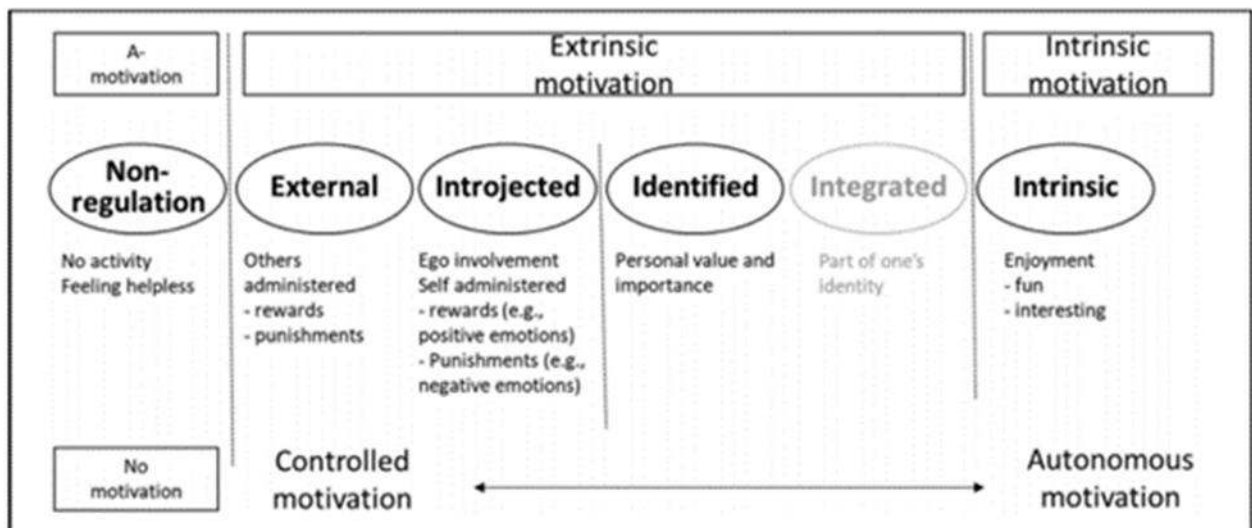 A-
motivation
Extrinsic
motivation
Intrinsic
motivation
Non-
regulation
External
Introjected
Identified
Integrated
Intrinsic
No activity
Feeling helpless
Others
administered
- rewards
- punishments
Ego involvement
Self administered
- rewards (e.g.,
positive emotions)
- Punishments (e.g.,
negative emotions)
Personal value and
importance
Part of one's
identity
Enjoyment
- fun
- interesting
No
motivation
Controlled
motivation
Autonomous
motivation